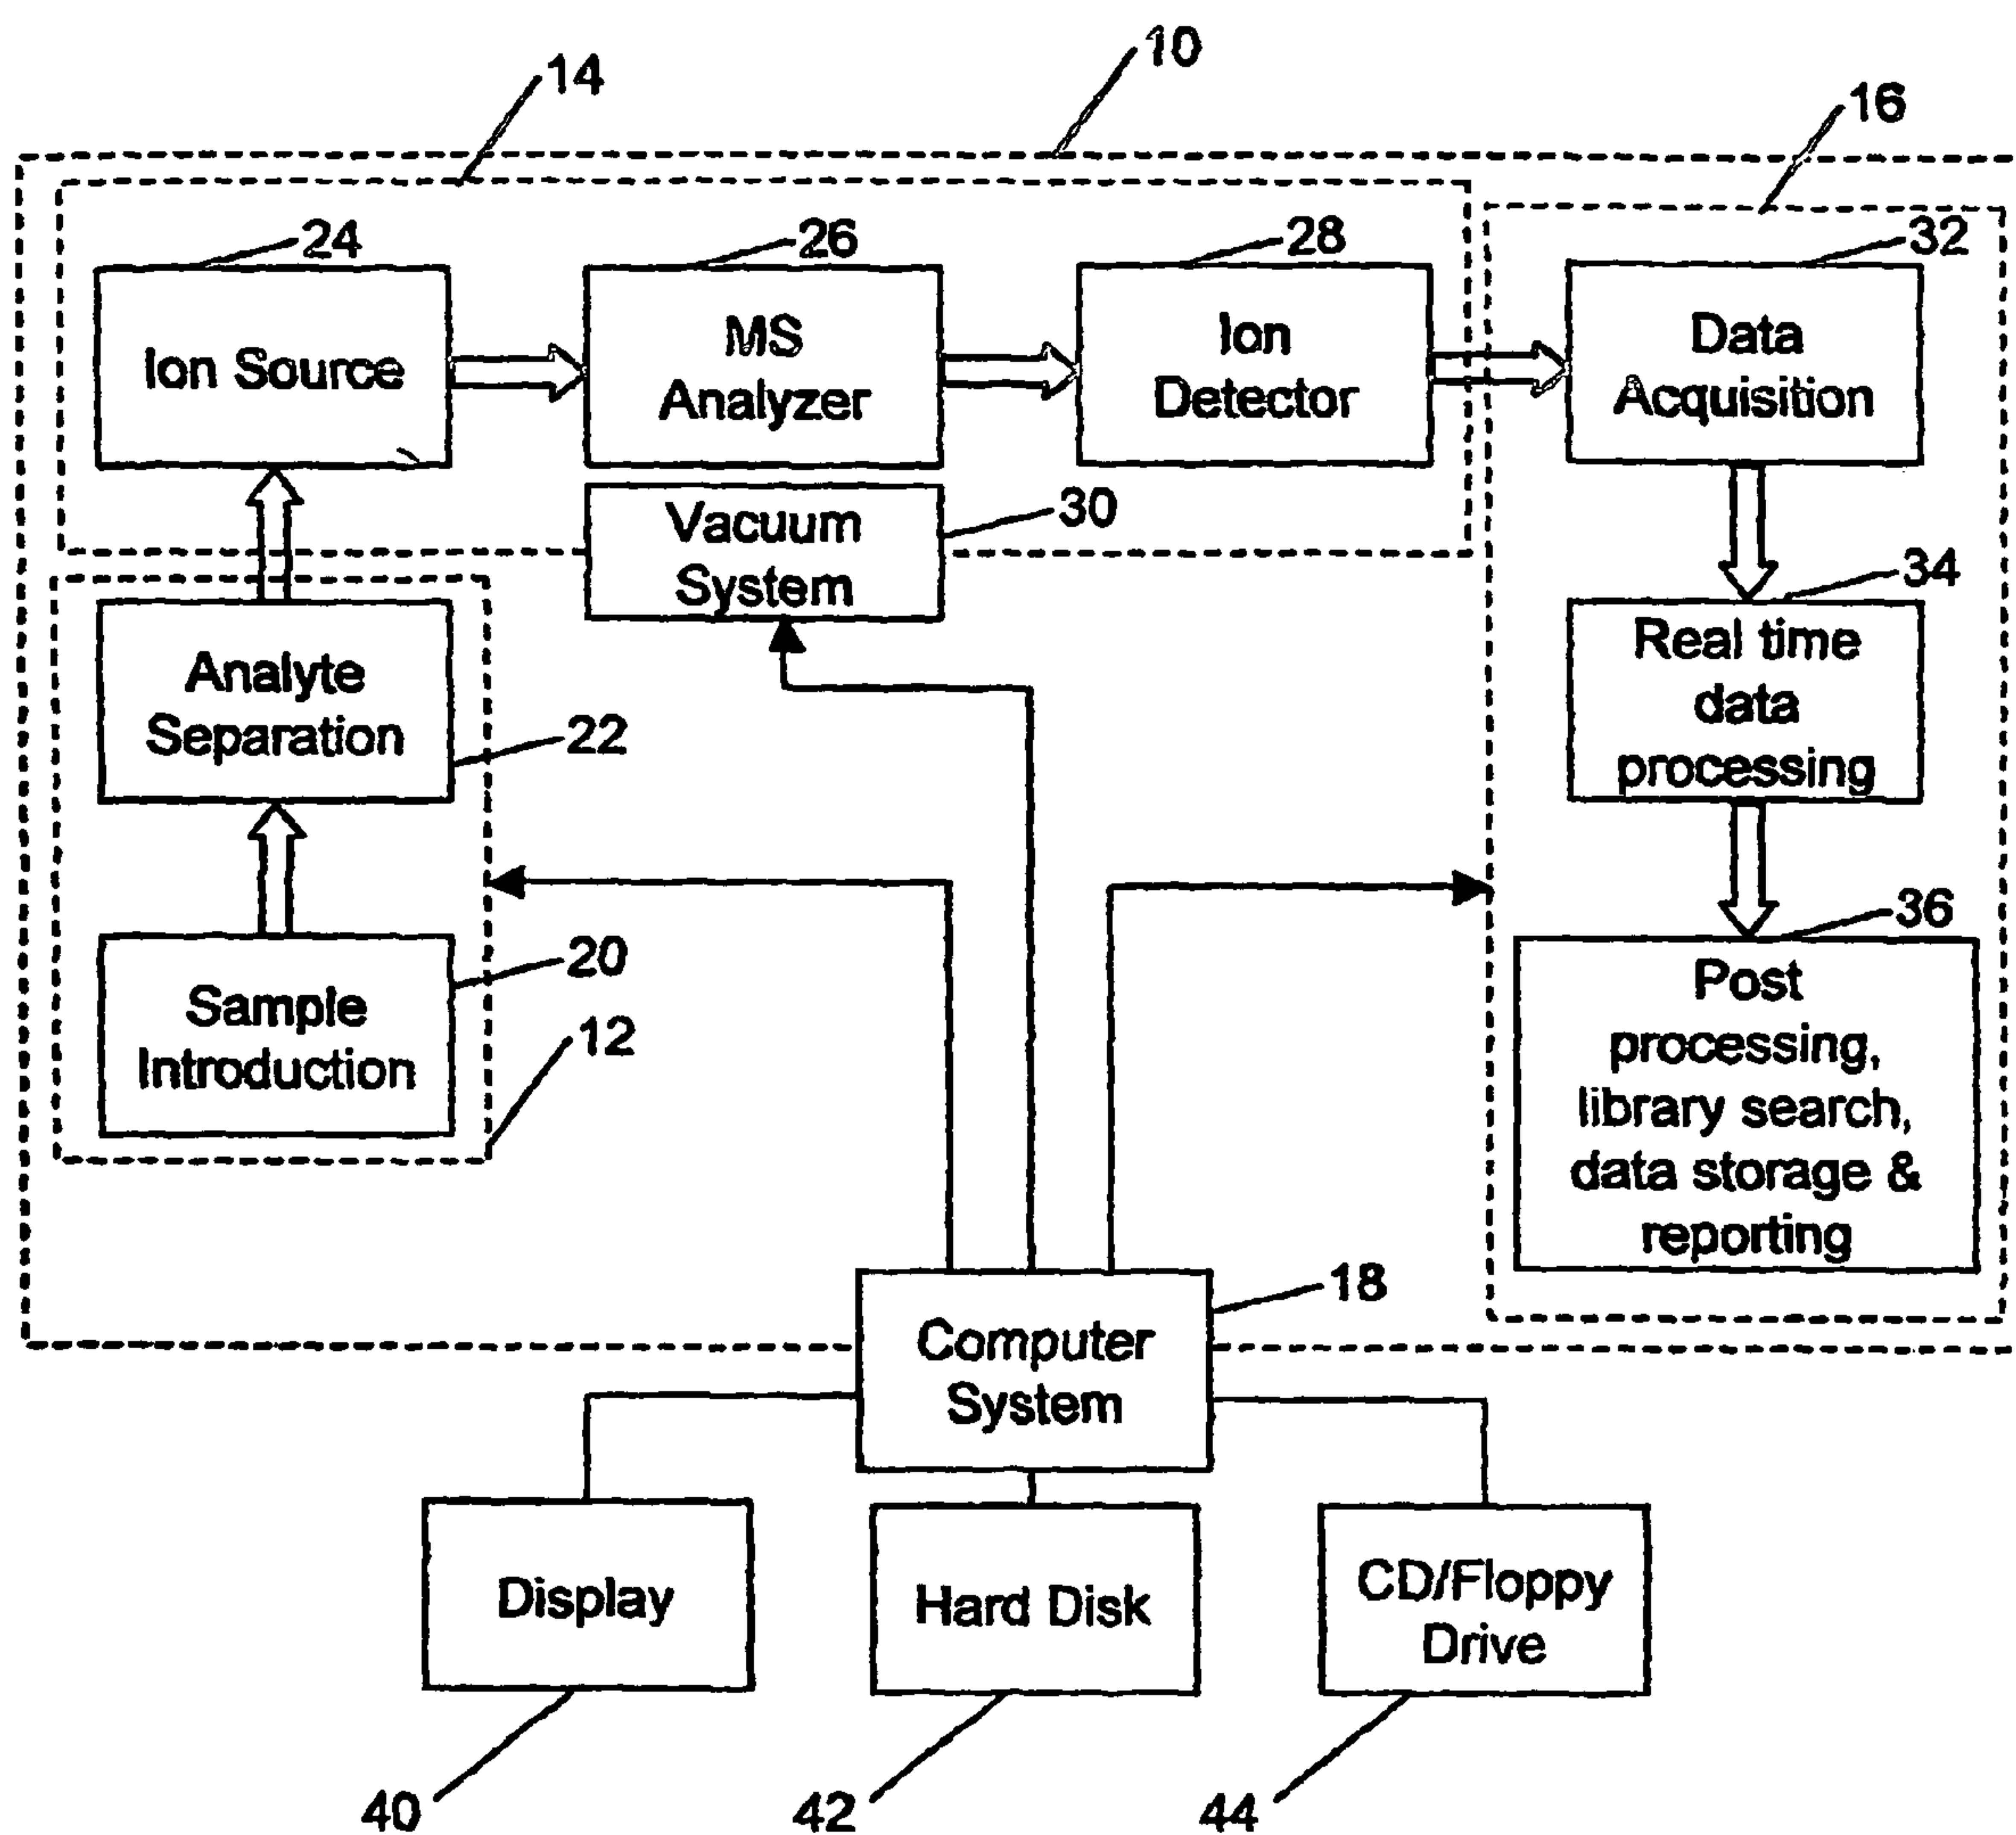 10
14
16
24
26
28
32
Ion Source
MS
Analyzer
Ion
Detector
Data
Acquisition
Vacuum
System
30
34
Analyte
Separation
22
Real time
data
processing
36
20
Sample
Introduction
12
Post
processing,
library search,
data storage &
reporting
18
Computer
System
Display
Hard Disk
CD/Floppy
Drive
40
42
44